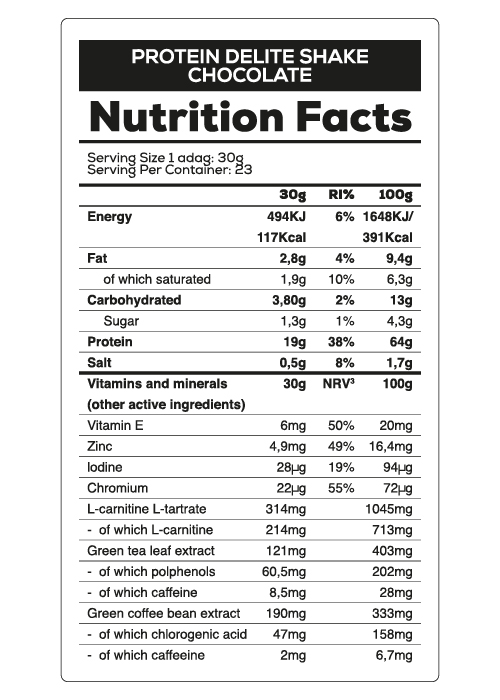 PROTEIN DELITE SHAKE
CHOCOLATE
Nutrition Facts
Serving Size 1 adag: 30g
Serving Per Container: 23
30g RI% 100g
Energy 494KJ 6% 1648KJ/
117Kcal 391Kcal
Fat 2,8g 4% 9,4g
of which saturated 1,9g 10% 6,3g
Carbohydrated 3,80g 2% 13g
Sugar 1,3g 1% 4,3g
Protein 19g 38% 64g
Salt 0,5g 8% 1,7g
Vitamins and minerals 30g NRV³ 100g
(other active ingredients)
Vitamin E 6mg 50% 20mg
Zinc 4,9mg 49% 16,4mg
Iodine 28µg 19% 94µg
Chromium 22µg 55% 72µg
L-carnitine L-tartrate 314mg 1045mg
- of which L-carnitine 214mg 713mg
Green tea leaf extract 121mg 403mg
- of which polphenols 60,5mg 202mg
- of which caffeine 8,5mg 28mg
Green coffee bean extract 190mg 333mg
- of which chlorogenic acid 47mg 158mg
- of which caffeeine 2mg 6,7mg